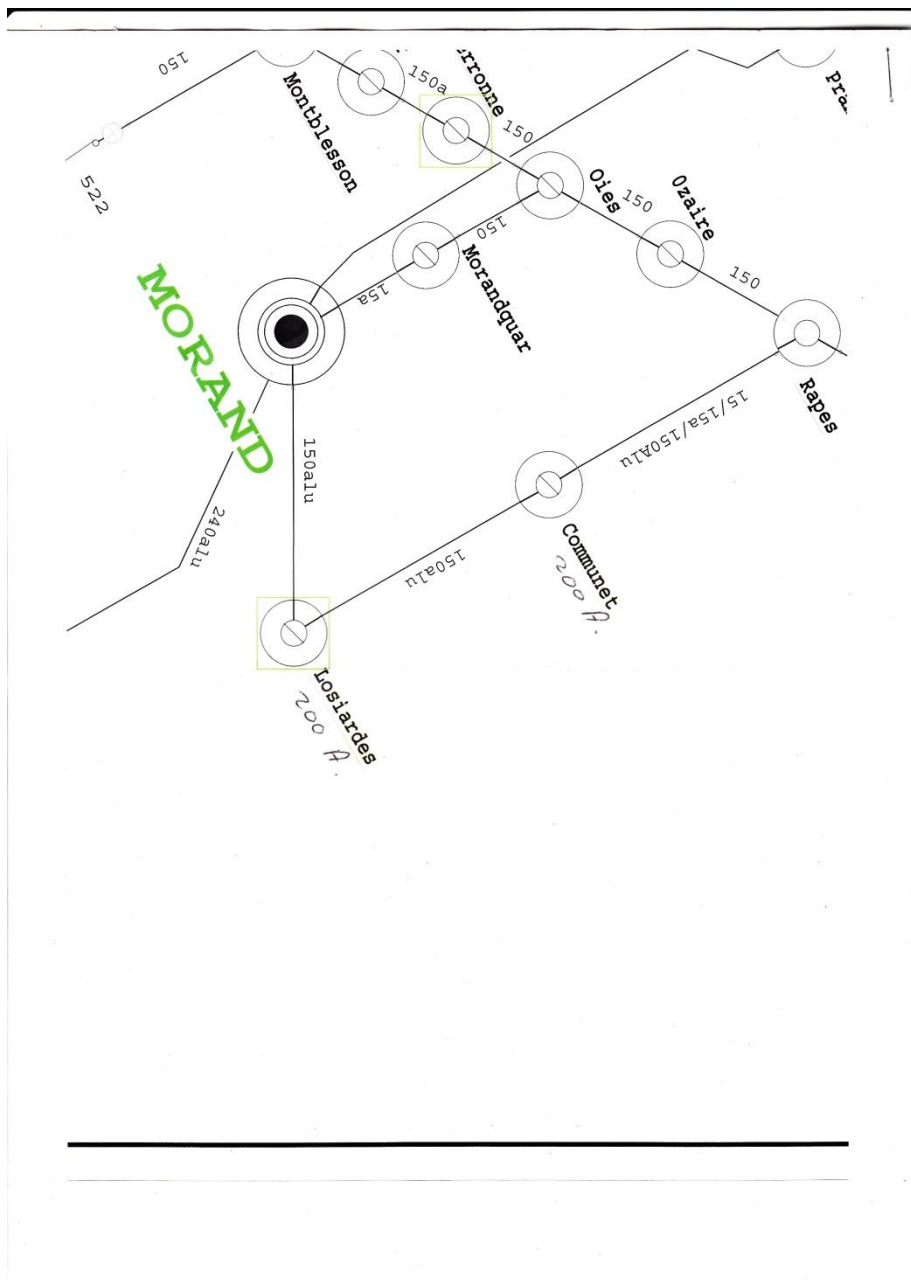 150
Montblesson
150a
erronne
150
522
Oies
150
Ozaire
150
150
Morandquar
15a
MORAND
Rapes
15/15a/150Alu
150alu
240alu
150alu
Communet
200 A.
Losiardes
200 A.